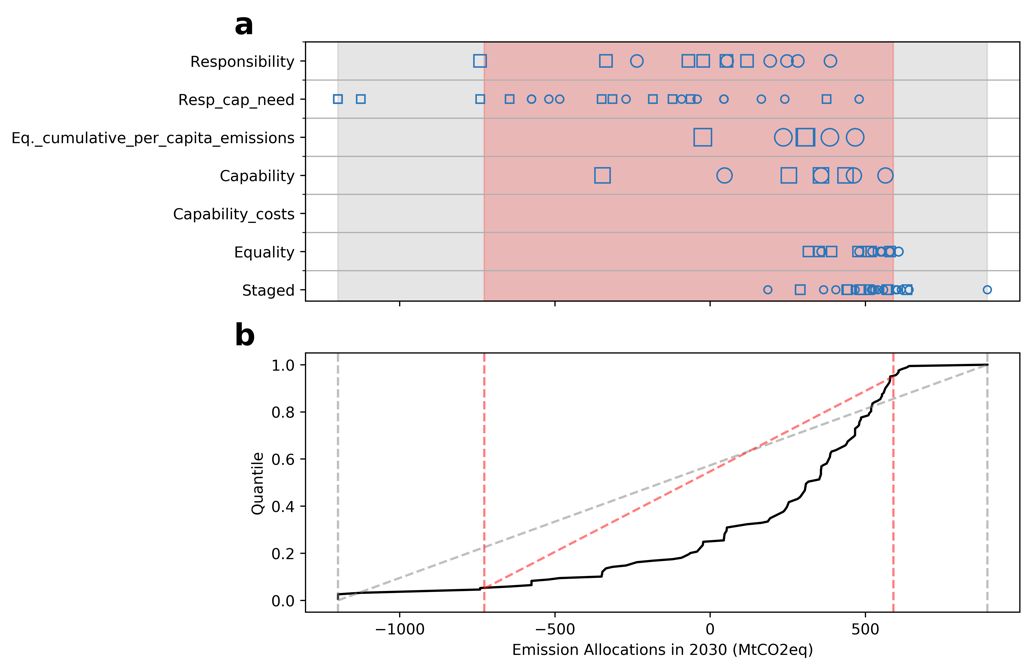 a
Responsibility
Resp_cap_need
Eq._cumulative_per_capita_emissions
Capability
Capability_costs
Equality
Staged
b
1.0
0.8
0.6
0.4
0.2
0.0
Quantile
−1000 −500 0 500
Emission Allocations in 2030 (MtCO2eq)